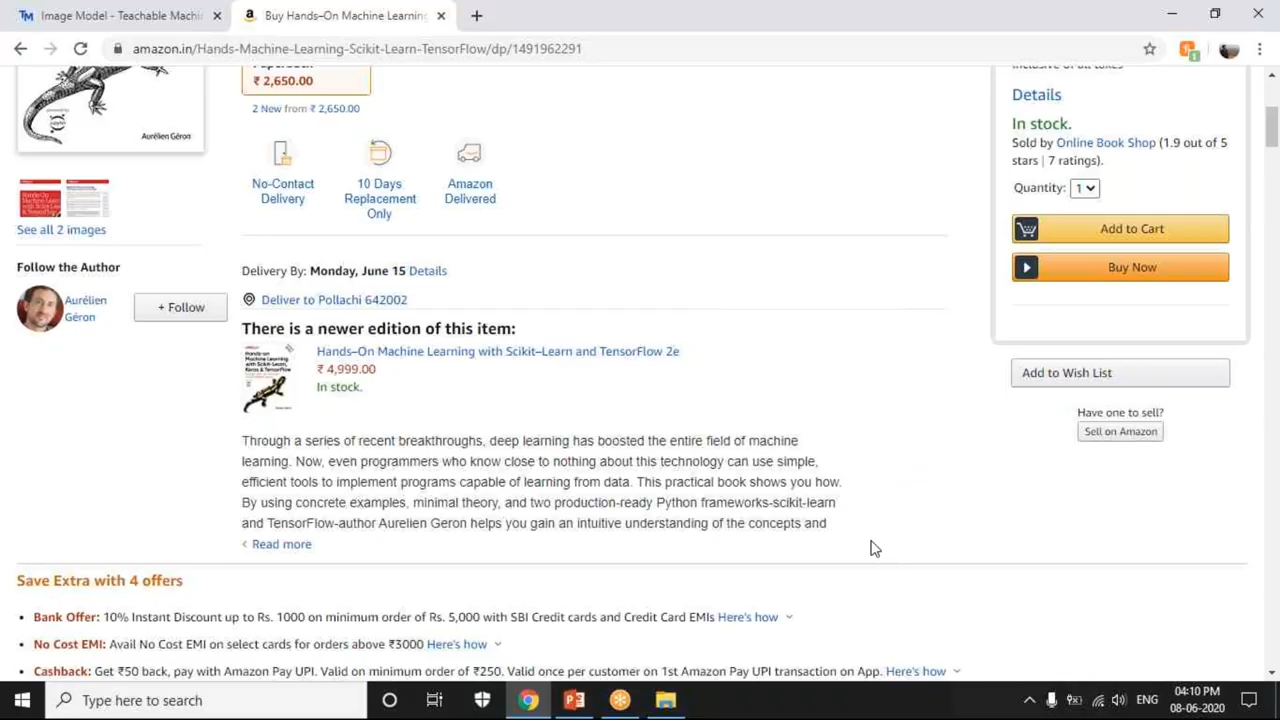 Image Model - Teachable Machi
Buy Hands-On Machine Learning
amazon.in/Hands-Machine-Learning-Scikit-Learn-TensorFlow/dp/1491962291
1
Paperback
₹ 2,650.00
2 New from ₹ 2,650.00
Aurélien Géron
No-Contact
Delivery
10 Days
Replacement
Only
Amazon
Delivered
See all 2 images
Follow the Author
Aurélien
Géron
+ Follow
Delivery By: Monday, June 15 Details
Deliver to Pollachi 642002
There is a newer edition of this item:
Hands–On Machine Learning with Scikit–Learn and TensorFlow 2e
₹ 4,999.00
In stock.
Through a series of recent breakthroughs, deep learning has boosted the entire field of machine
learning. Now, even programmers who know close to nothing about this technology can use simple,
efficient tools to implement programs capable of learning from data. This practical book shows you how.
By using concrete examples, minimal theory, and two production-ready Python frameworks-scikit-learn
and TensorFlow-author Aurelien Geron helps you gain an intuitive understanding of the concepts and
Read more
inclusive of all taxes
Details
In stock.
Sold by Online Book Shop (1.9 out of 5
stars | 7 ratings).
Quantity: 1
Add to Cart
Buy Now
Add to Wish List
Have one to sell?
Sell on Amazon
Save Extra with 4 offers
• Bank Offer: 10% Instant Discount up to Rs. 1000 on minimum order of Rs. 5,000 with SBI Credit cards and Credit Card EMIs Here's how
• No Cost EMI: Avail No Cost EMI on select cards for orders above ₹3000 Here's how
• Cashback: Get ₹50 back, pay with Amazon Pay UPI. Valid on minimum order of ₹250. Valid once per customer on 1st Amazon Pay UPI transaction on App. Here's how
Type here to search
ENG
04:10 PM
08-06-2020